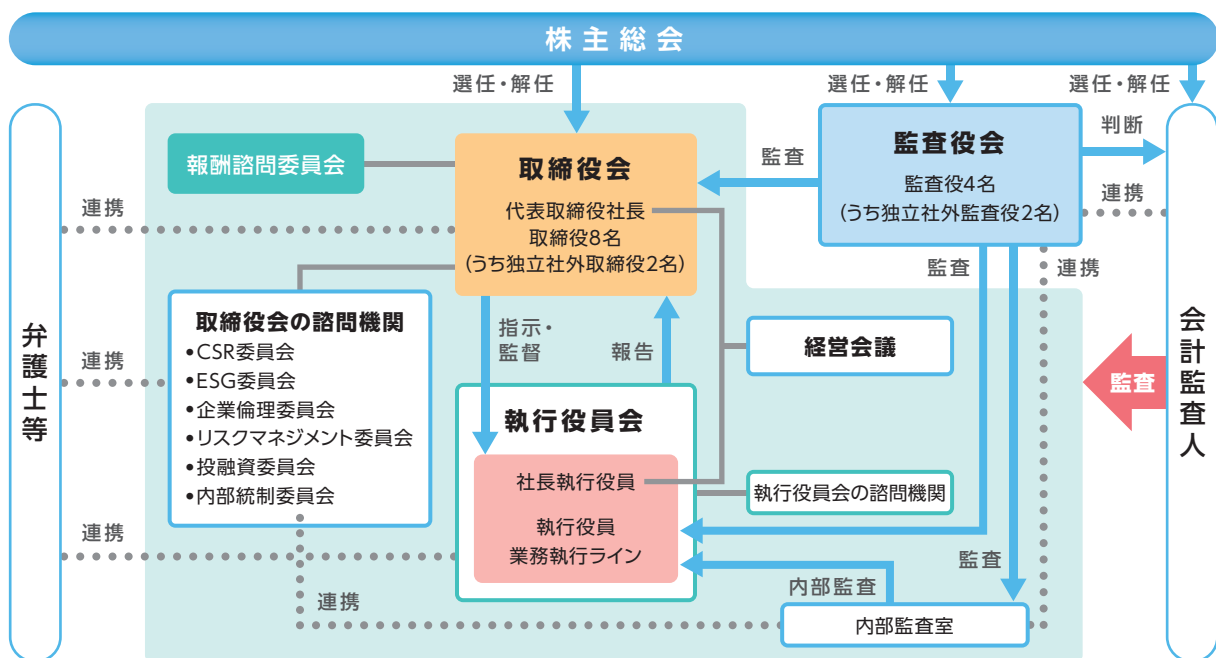 株主総会
選任・解任
選任・解任
選任・解任
報酬諮問委員会
取締役会
代表取締役社長
取締役8名
(うち独立社外取締役2名)
監査
監査役会
監査役4名
(うち独立社外監査役2名)
判断
連携
連携
監査
連携
弁護士等
連携
取締役会の諮問機関
•CSR委員会
•ESG委員会
•企業倫理委員会
•リスクマネジメント委員会
•投融資委員会
•内部統制委員会
指示・
監督
報告
経営会議
監査
会計監査人
執行役員会
社長執行役員
執行役員
業務執行ライン
執行役員会の諮問機関
連携
監査
内部監査
連携
内部監査室